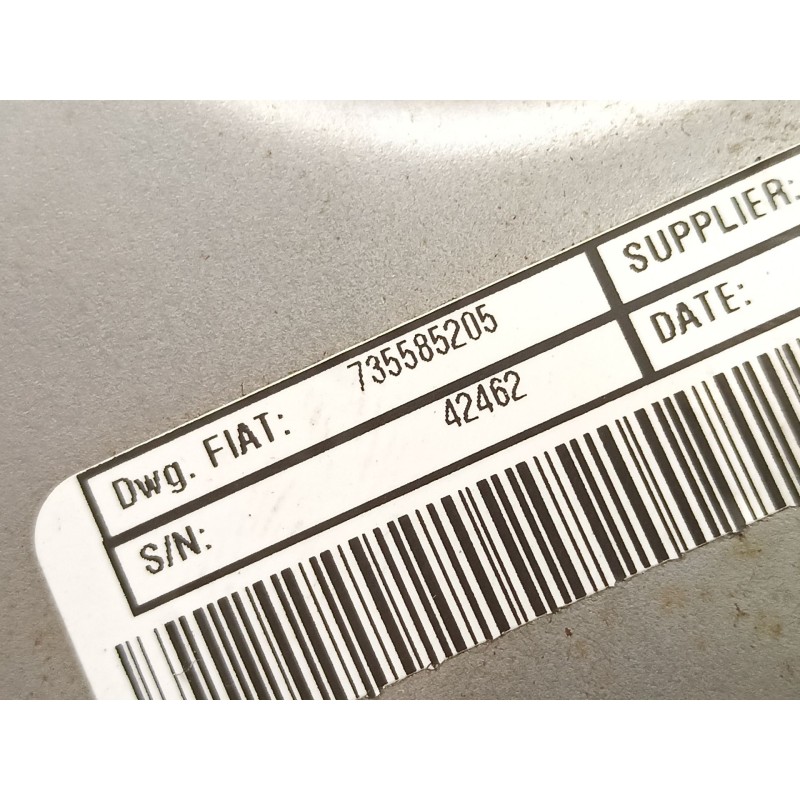 Dwg. FIAT: 735585205
SUPPLIER:
S/N: 42462
DATE: